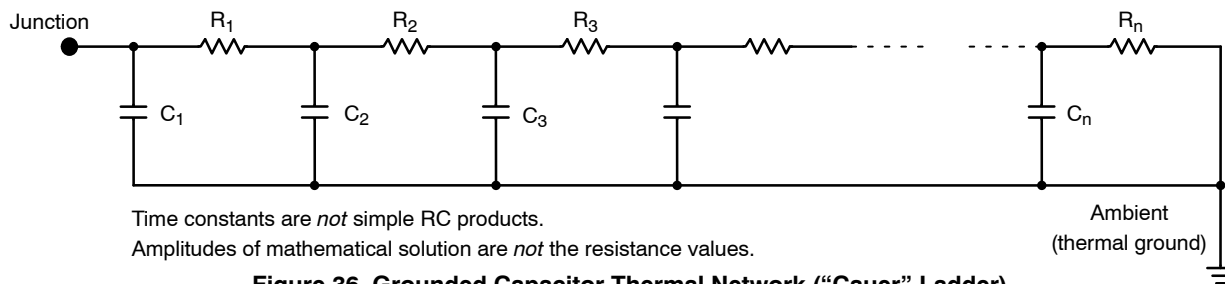 Junction
R1
R2
R3
Rn
C1
C2
C3
Cn
Time constants are not simple RC products.
Amplitudes of mathematical solution are not the resistance values.
Ambient
(thermal ground)
Figure 36. Grounded Capacitor Thermal Network (“Cauer” Ladder)